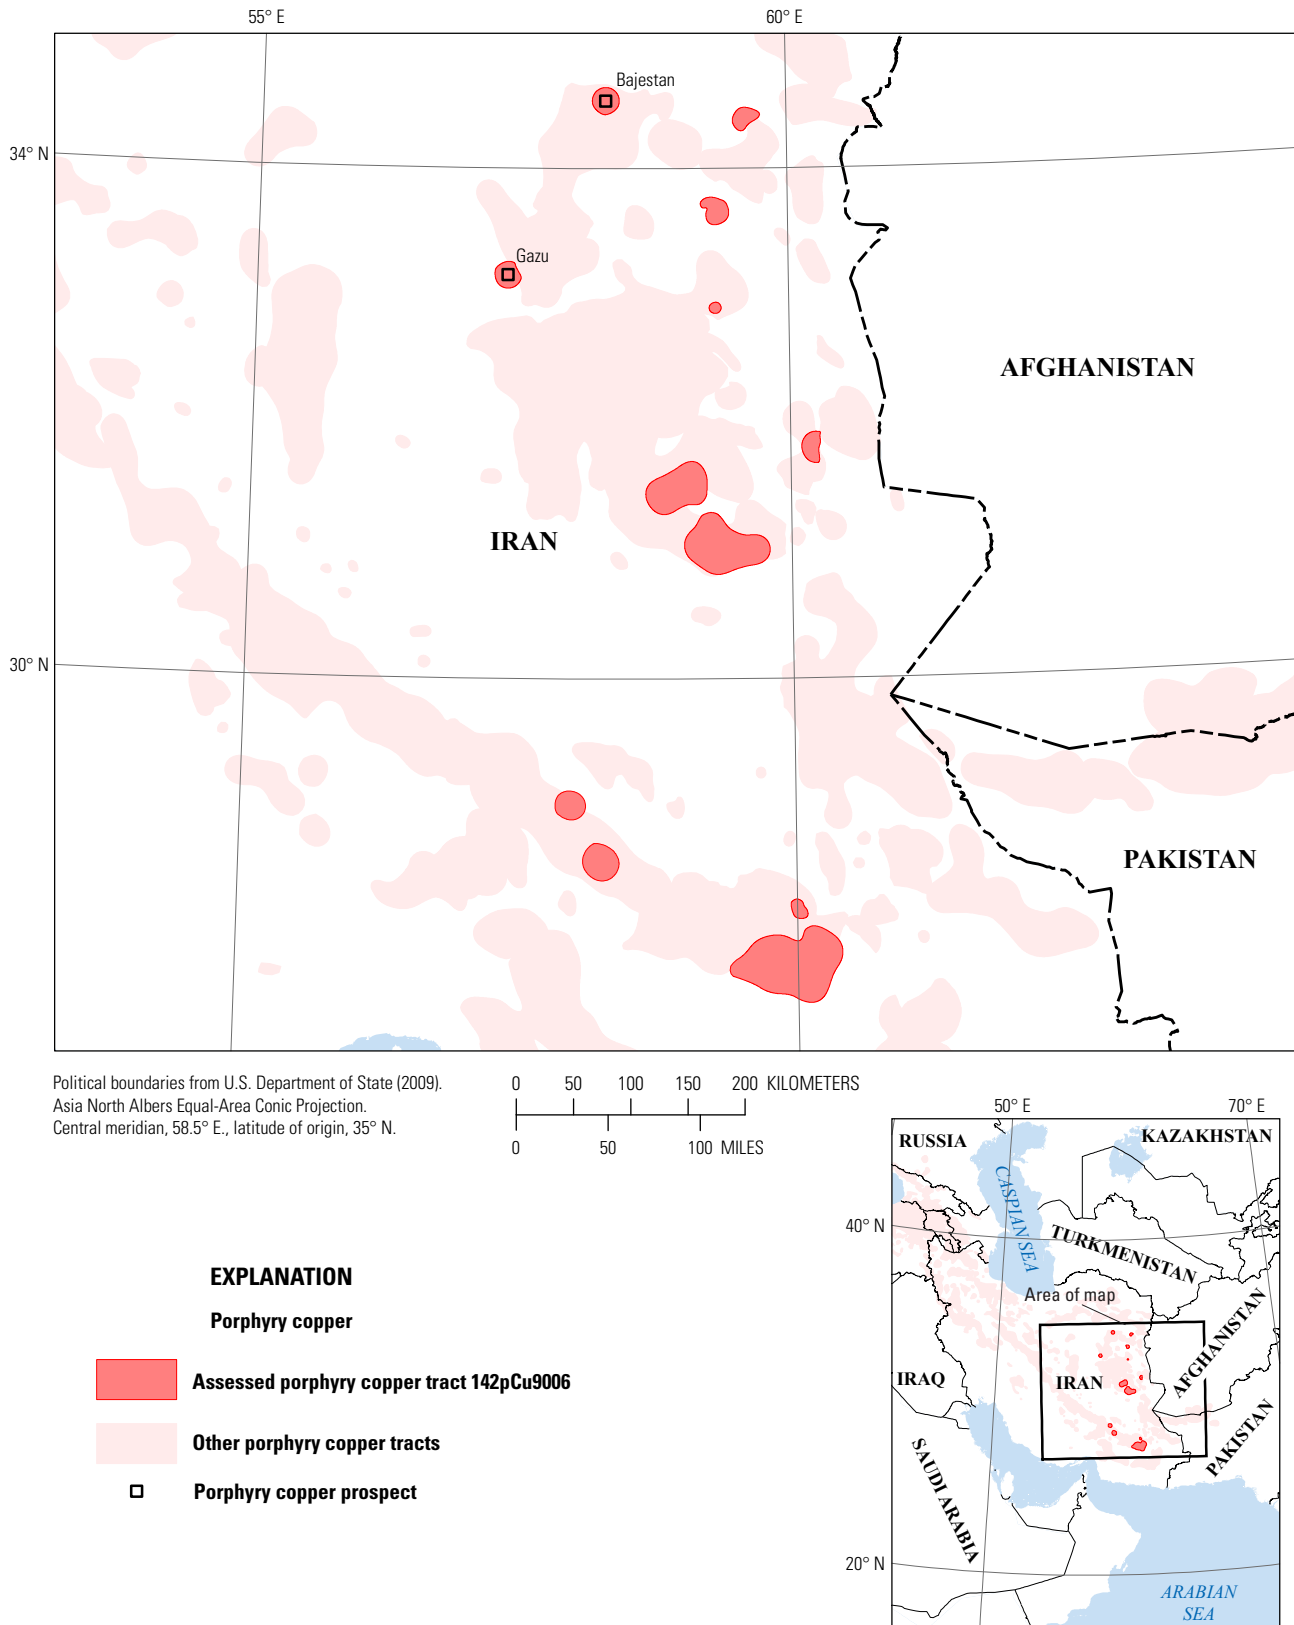 55° E
60° E
Bajestan
34° N
Gazu
AFGHANISTAN
IRAN
30° N
PAKISTAN
Political boundaries from U.S. Department of State (2009).
Asia North Albers Equal-Area Conic Projection.
Central meridian, 58.5° E., latitude of origin, 35° N.
0 50 100 150 200 KILOMETERS
0 50 100 MILES
50° E
70° E
RUSSIA
KAZAKHSTAN
CASPIAN SEA
40° N
TURKMENISTAN
Area of map
AFGHANISTAN
IRAQ
IRAN
PAKISTAN
SAUDI ARABIA
20° N
ARABIAN
SEA
EXPLANATION
Porphyry copper
Assessed porphyry copper tract 142pCu9006
Other porphyry copper tracts
Porphyry copper prospect